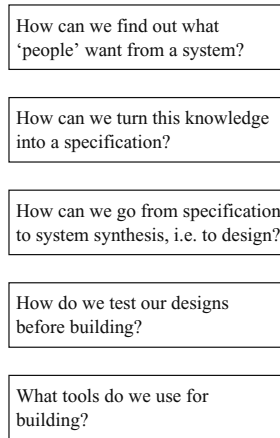 How can we find out what
‘people’ want from a system?
How can we turn this knowledge
into a specification?
How can we go from specification
to system synthesis, i.e. to design?
How do we test our designs
before building?
What tools do we use for
building?